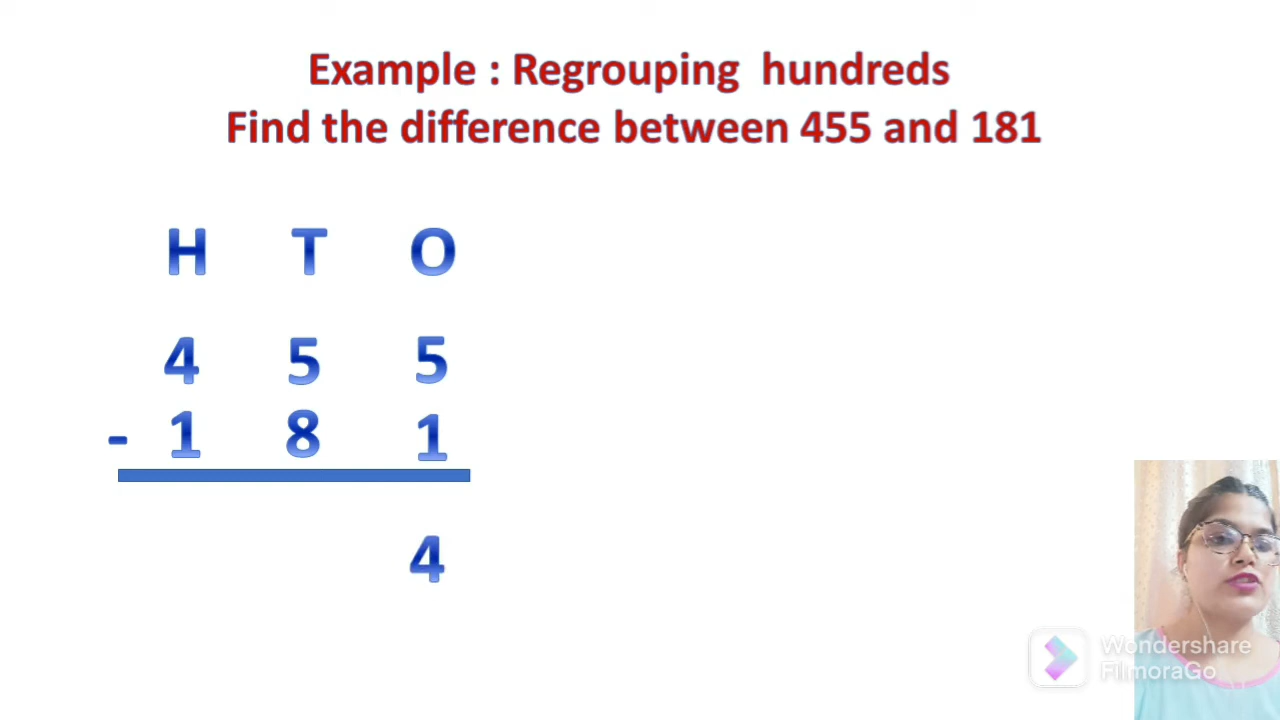 Example : Regrouping hundreds
Find the difference between 455 and 181
H T O
4 5 5
- 1 8 1
4
Wondershare
FilmoraGo